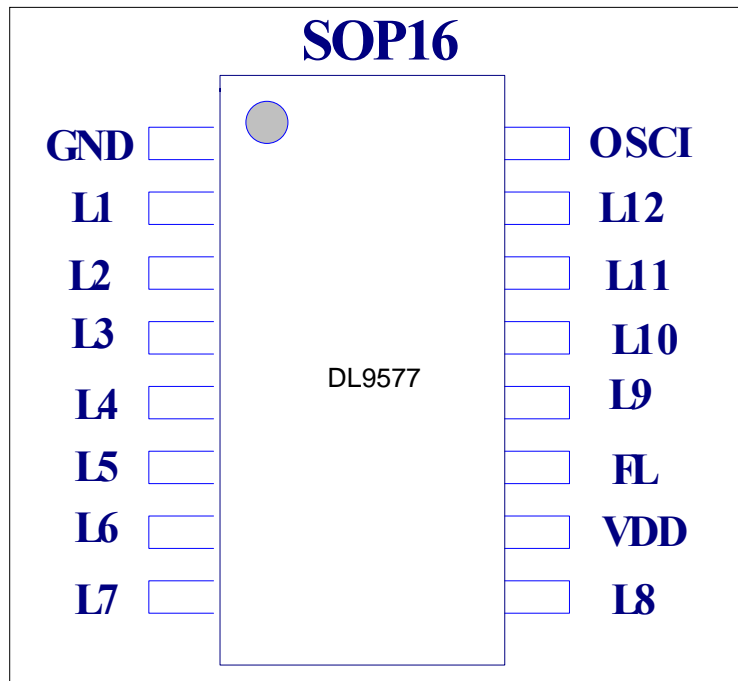 SOP16
GND OSCI
L1 L12
L2 L11
L3 L10
DL9577
L4 L9
L5 FL
L6 VDD
L7 L8